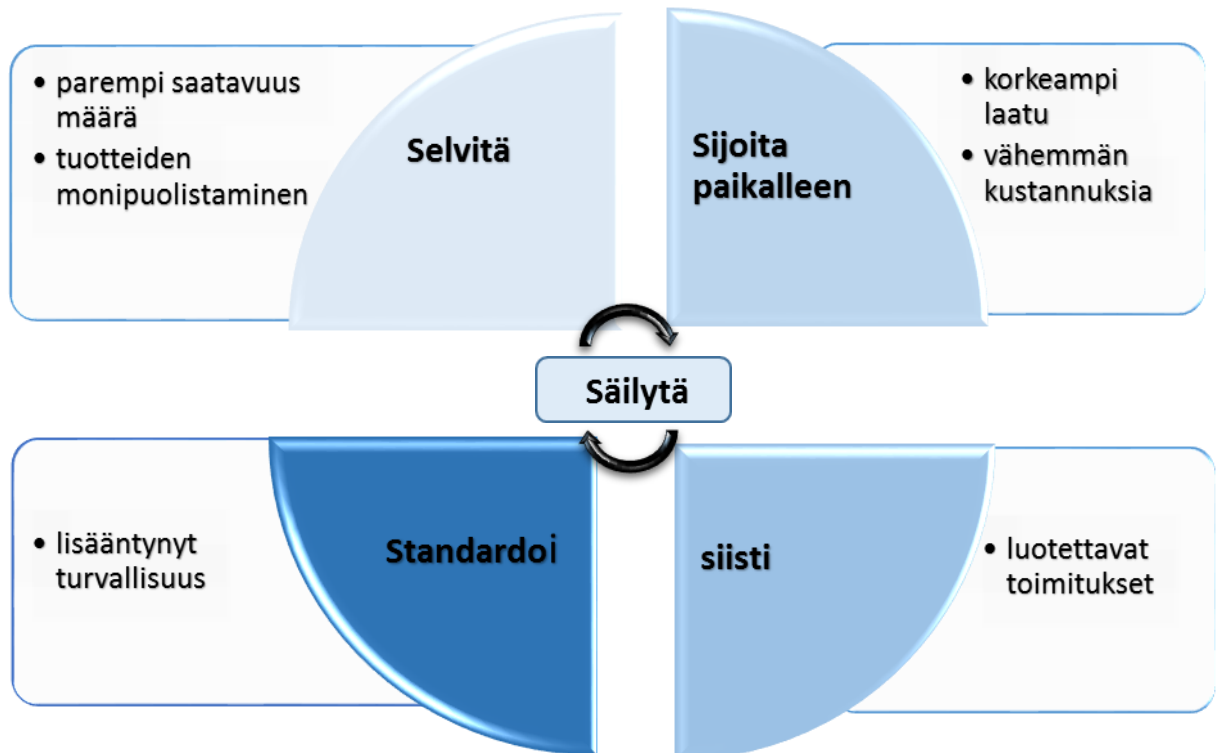 • parempi saatavuus
määrä
• tuotteiden
monipuolistaminen
Selvitä
Sijoita
paikalleen
• korkeampi
laatu
• vähemmän
kustannuksia
Säilytä
• lisääntynyt
turvallisuus
Standardoi
siisti
• luotettavat
toimitukset